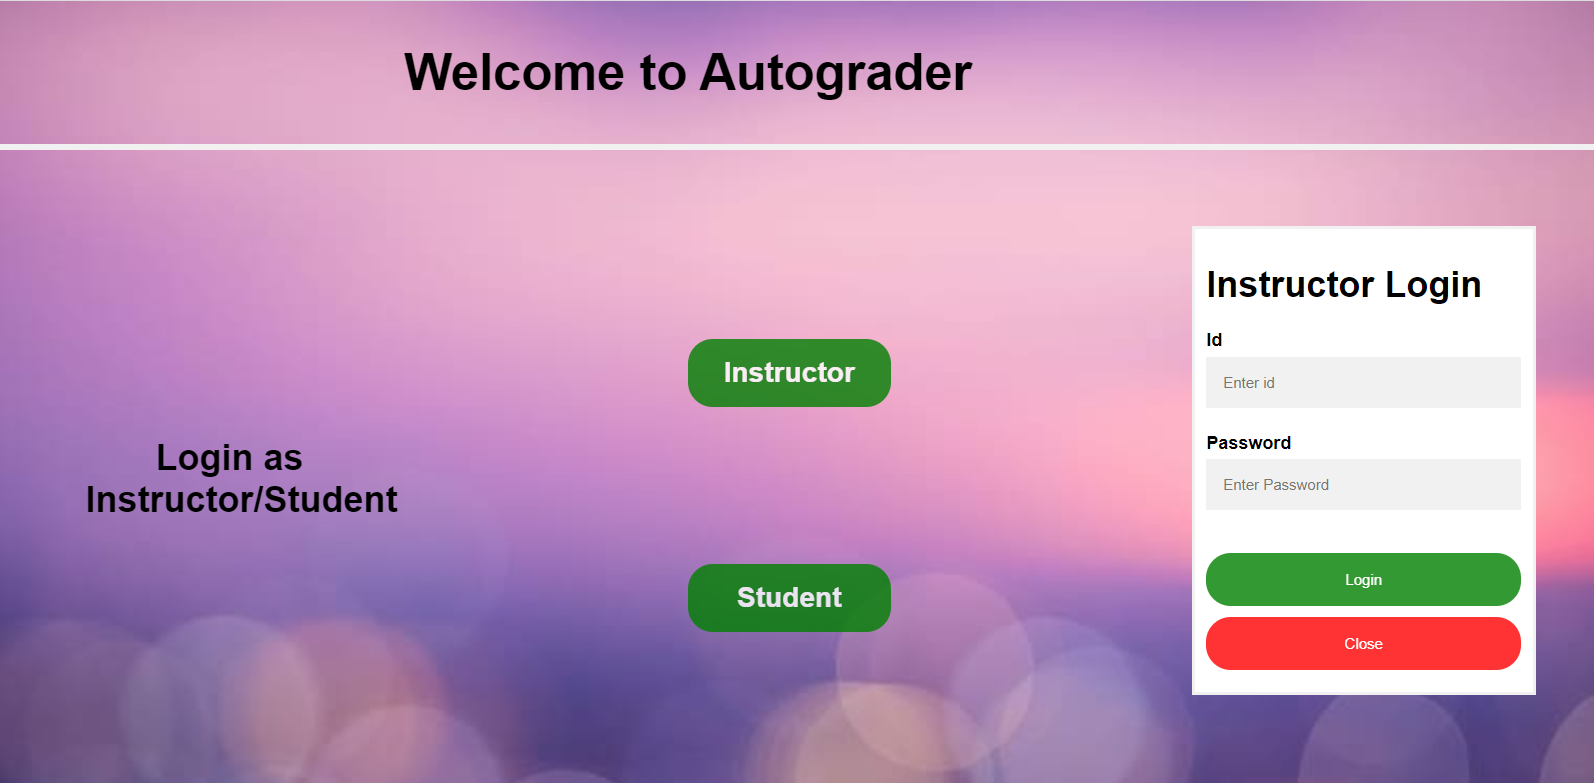 Welcome to Autograder
Login as
Instructor/Student
Instructor
Student
Instructor Login
Id
Enter id
Password
Enter Password
Login
Close